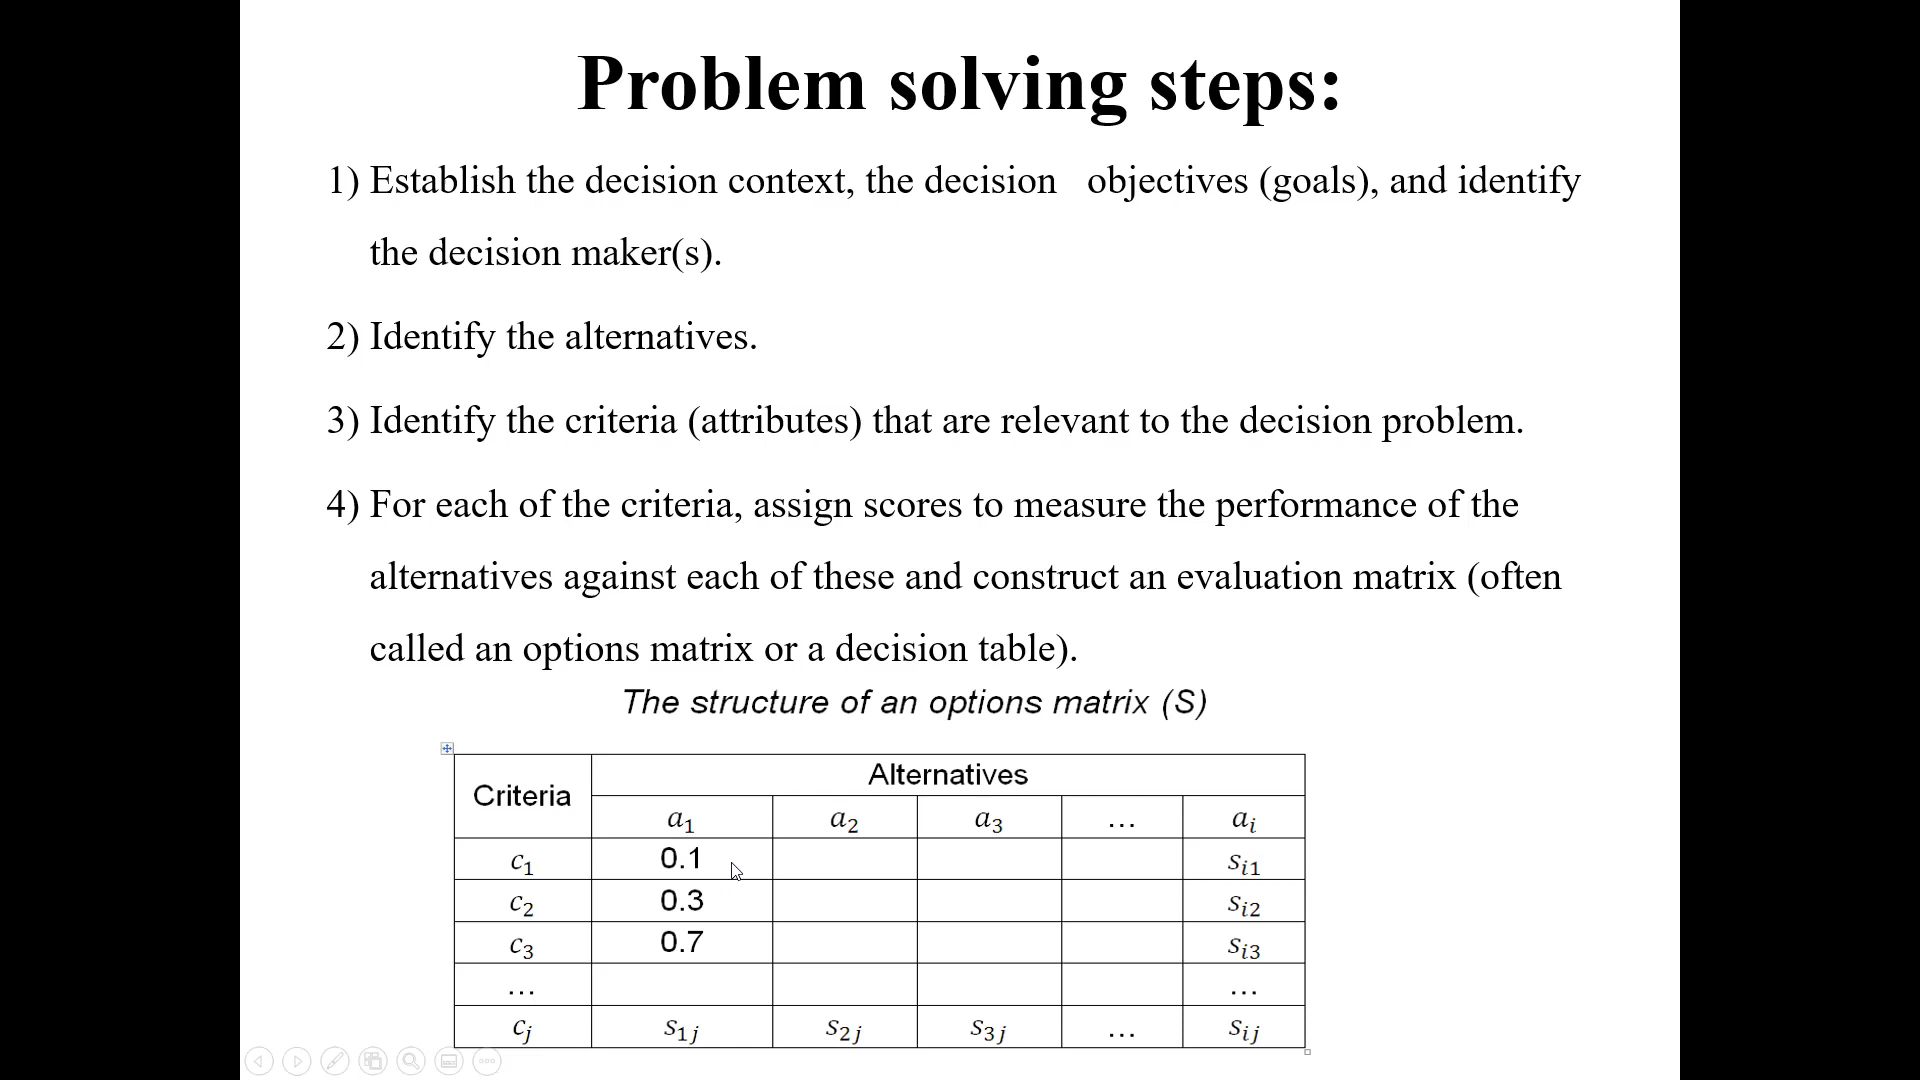 Problem solving steps:
1) Establish the decision context, the decision objectives (goals), and identify
the decision maker(s).
2) Identify the alternatives.
3) Identify the criteria (attributes) that are relevant to the decision problem.
4) For each of the criteria, assign scores to measure the performance of the
alternatives against each of these and construct an evaluation matrix (often
called an options matrix or a decision table).
The structure of an options matrix (S)
Criteria Alternatives
a₁ a₂ a₃ … aᵢ
c₁ 0.1 sᵢ₁
c₂ 0.3 sᵢ₂
c₃ 0.7 sᵢ₃
… …
cⱼ s₁ⱼ s₂ⱼ s₃ⱼ … sᵢⱼ